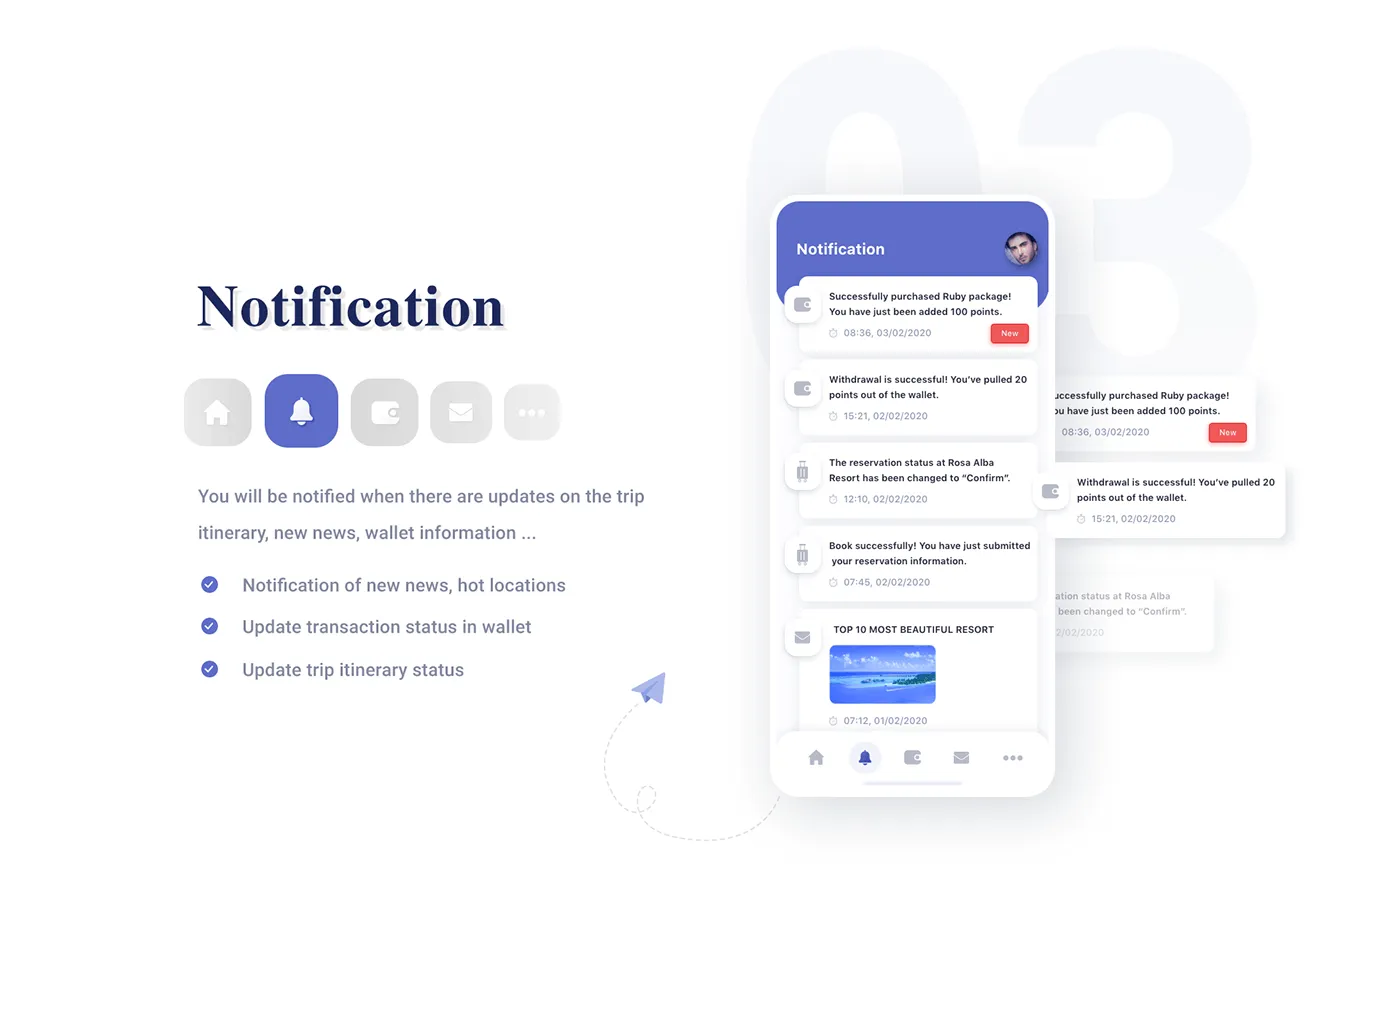 03
Notification
You will be notified when there are updates on the trip
itinerary, new news, wallet information ...
Notification of new news, hot locations
Update transaction status in wallet
Update trip itinerary status
Notification
Successfully purchased Ruby package!
You have just been added 100 points.
08:36, 03/02/2020
New
Withdrawal is successful! You’ve pulled 20
points out of the wallet.
15:21, 02/02/2020
The reservation status at Rosa Alba
Resort has been changed to “Confirm”.
12:10, 02/02/2020
Book successfully! You have just submitted
your reservation information.
07:45, 02/02/2020
TOP 10 MOST BEAUTIFUL RESORT
07:12, 01/02/2020
uccessfully purchased Ruby package!
ou have just been added 100 points.
08:36, 03/02/2020
New
Withdrawal is successful! You’ve pulled 20
points out of the wallet.
15:21, 02/02/2020
ation status at Rosa Alba
been changed to “Confirm”.
2/02/2020